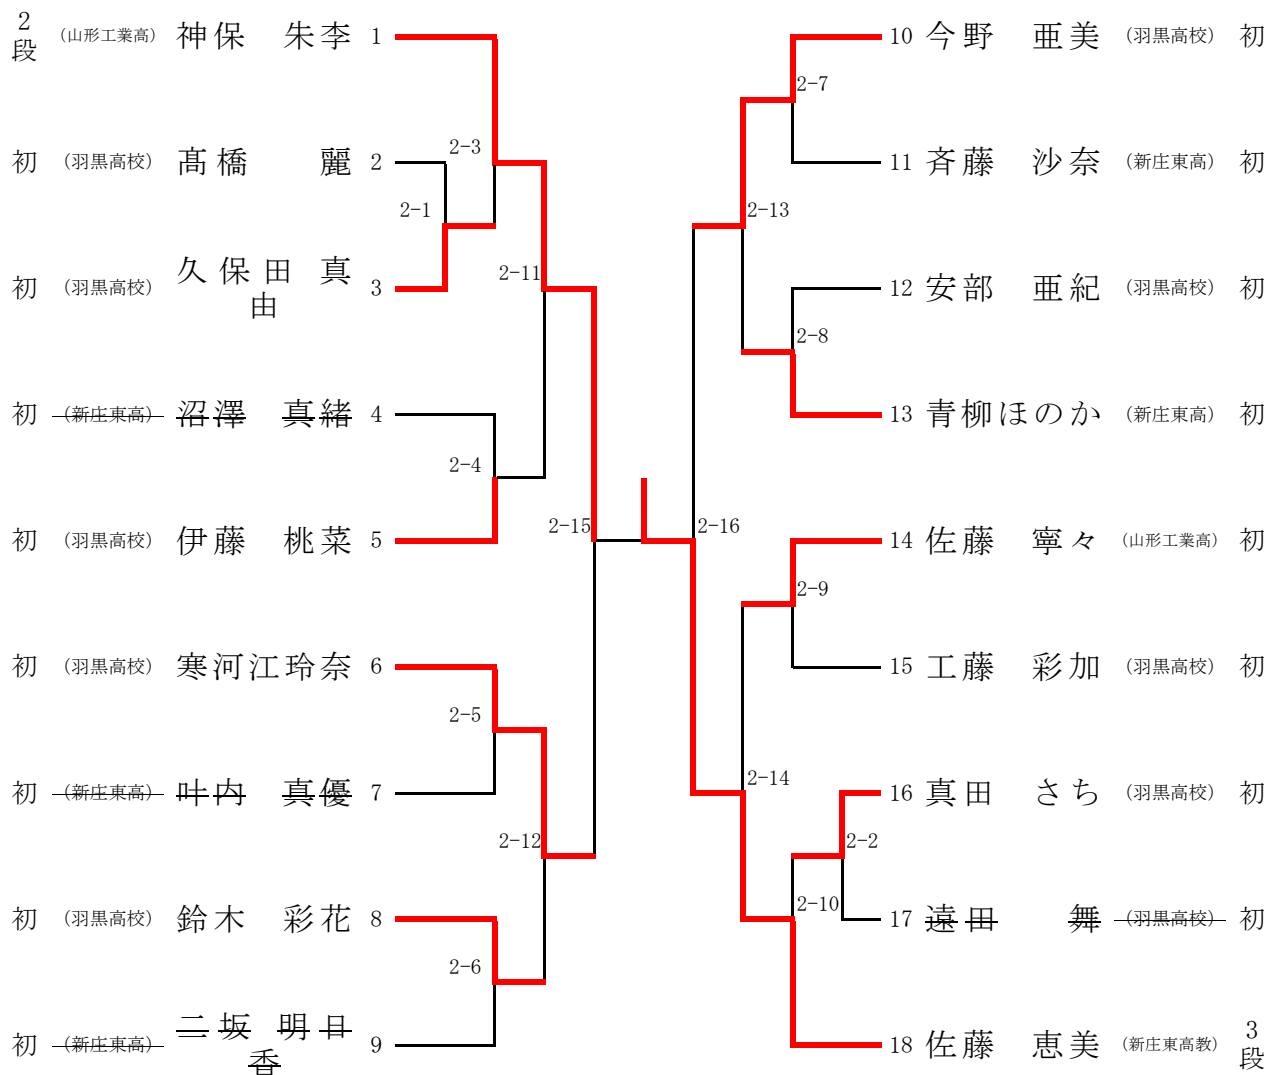 2段 (山形工業高) 神保 朱李 1
初 (羽黒高校) 髙橋 麗 2
初 (羽黒高校) 久保田 真
由 3
初 (新庄東高) 沼澤 真緒 4
初 (羽黒高校) 伊藤 桃菜 5
初 (羽黒高校) 寒河江玲奈 6
初 (新庄東高) 叶内 真優 7
初 (羽黒高校) 鈴木 彩花 8
初 (新庄東高) 二坂 明日
香 9
2-3
2-1
2-11
2-4
2-15
2-5
2-12
2-6
2-7
2-13
2-8
2-16
2-9
2-14
2-2
2-10
10 今野 亜美 (羽黒高校) 初
11 斉藤 沙奈 (新庄東高) 初
12 安部 亜紀 (羽黒高校) 初
13 青柳ほのか (新庄東高) 初
14 佐藤 寧々 (山形工業高) 初
15 工藤 彩加 (羽黒高校) 初
16 真田 さち (羽黒高校) 初
17 遠田 舞 (羽黒高校) 初
18 佐藤 恵美 (新庄東高教) 3段